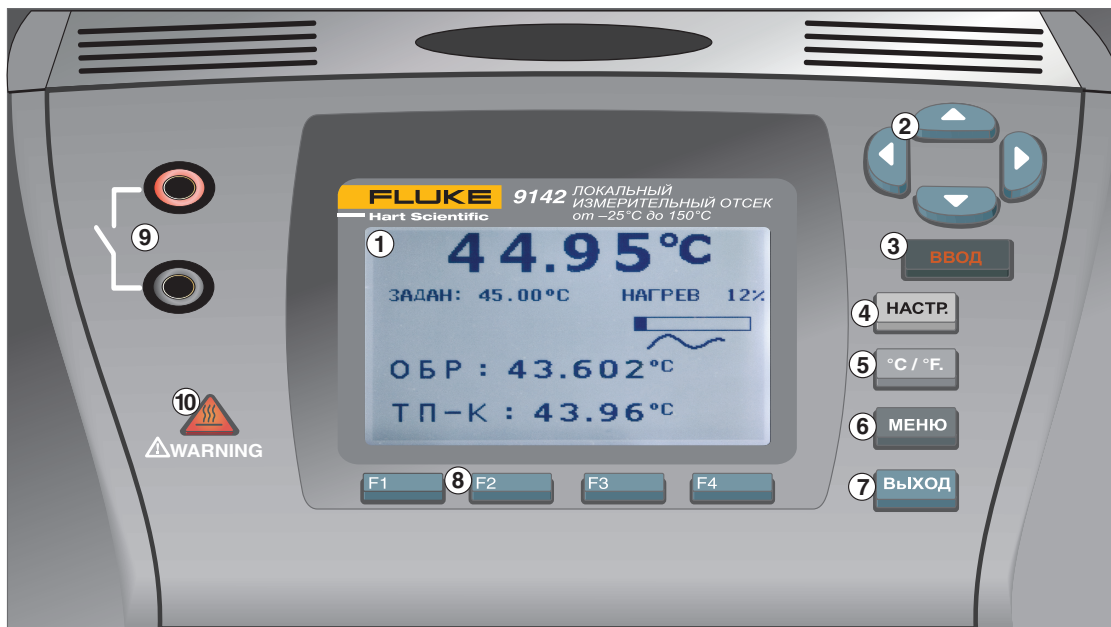 FLUKE
Hart Scientific
9142 ЛОКАЛЬНЫЙ
ИЗМЕРИТЕЛЬНЫЙ ОТСЕК
от –25°C до 150°C
1
44.95°C
ЗАДАН: 45.00°C НАГРЕВ 12%
ОБР : 43.602°C
ТП-К : 43.96°C
2
3
ВВОД
4
НАСТР.
5
°C / °F.
6
МЕНЮ
7
ВЫХОД
F1
8
F2
F3
F4
9
10
WARNING